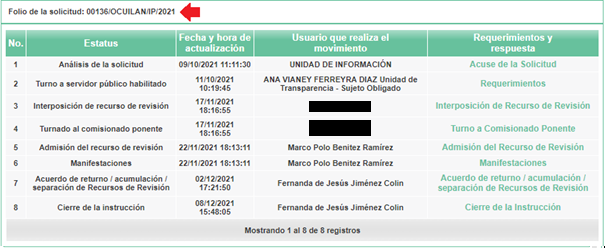 Folio de la solicitud: 00136/OCUILAN/IP/2021
No. Estatus Fecha y hora de actualización Usuario que realiza el movimiento Requerimientos y respuesta
1 Análisis de la solicitud 09/10/2021 11:11:30 UNIDAD DE INFORMACIÓN Acuse de la Solicitud
2 Turno a servidor público habilitado 11/10/2021 10:19:45 ANA VIANEY FERREYRA DIAZ Unidad de Transparencia - Sujeto Obligado Requerimientos
3 Interposición de recurso de Revisión 17/11/2021 18:16:55 Interposición de Recurso de Revisión
4 Turnado al comisionado ponente 17/11/2021 18:16:55 Turno a Comisionado Ponente
5 Admisión del recurso de revisión 22/11/2021 18:13:11 Marco Polo Benitez Ramírez Admisión del Recurso de Revisión
6 Manifestaciones 22/11/2021 18:13:11 Marco Polo Benitez Ramírez Manifestaciones
7 Acuerdo de returno / acumulación / separación de Recursos de Revisión 02/12/2021 17:21:50 Fernanda de Jesús Jiménez Colin Acuerdo de returno / acumulación / separación de Recursos de Revisión
8 Cierre de la instrucción 08/12/2021 15:48:05 Fernanda de Jesús Jiménez Colin Cierre de la Instrucción
Mostrando 1 al 8 de 8 registros